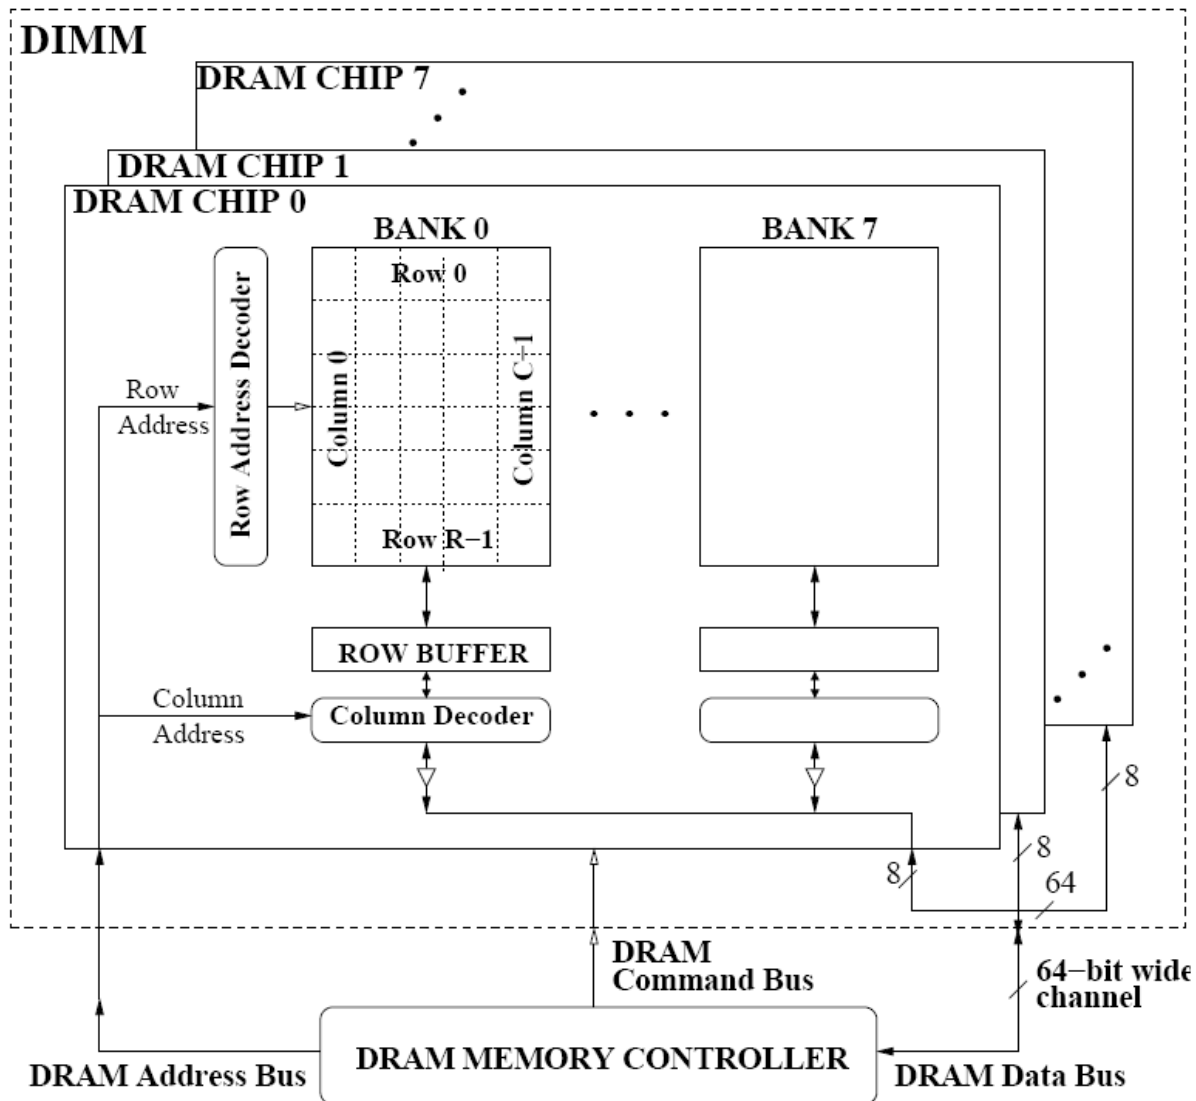 DIMM
DRAM CHIP 7
DRAM CHIP 1
DRAM CHIP 0
BANK 0
BANK 7
Row Address Decoder
Row 0
Column 0
Column C−1
Row
Address
Row R−1
ROW BUFFER
Column
Address
Column Decoder
8
8
8
64
DRAM
Command Bus
64−bit wide
channel
DRAM MEMORY CONTROLLER
DRAM Address Bus
DRAM Data Bus